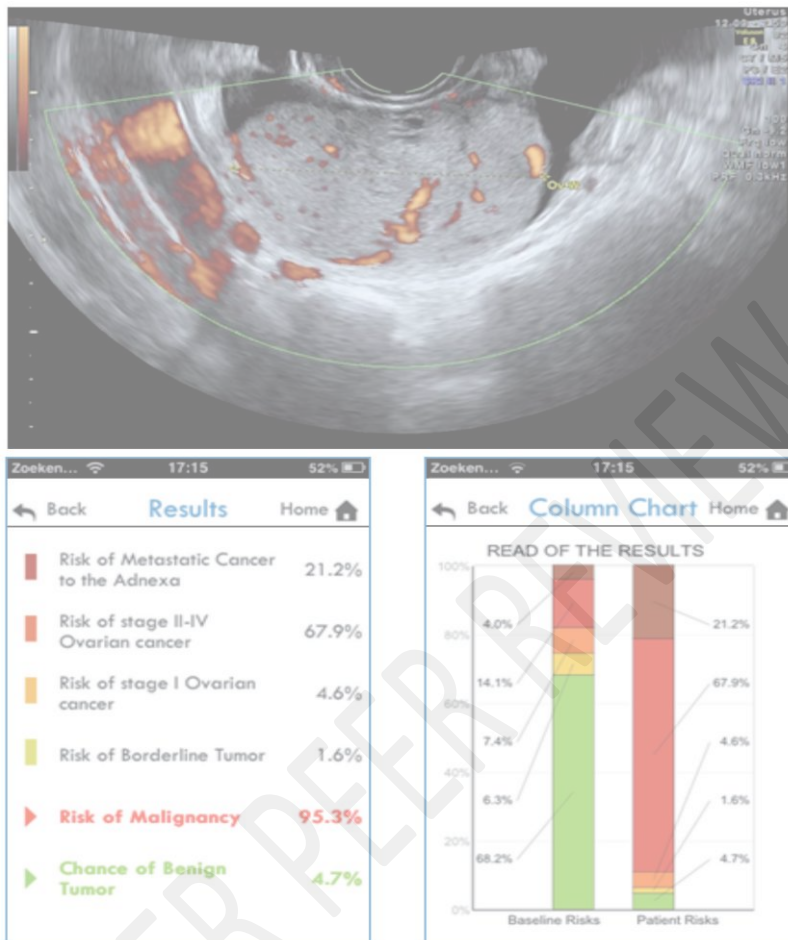 Uterus
OvW
Zoeken... 17:15 52%
Back Results Home
Risk of Metastatic Cancer
to the Adnexa
21.2%
Risk of stage II-IV
Ovarian cancer
67.9%
Risk of stage I Ovarian
cancer
4.6%
Risk of Borderline Tumor 1.6%
Risk of Malignancy 95.3%
Chance of Benign
Tumor
4.7%
Zoeken... 17:15 52%
Back Column Chart Home
READ OF THE RESULTS
100%
80%
60%
40%
20%
0%
4.0%
14.1%
7.4%
6.3%
68.2%
21.2%
67.9%
4.6%
1.6%
4.7%
Baseline Risks Patient Risks
PEER REVIEW